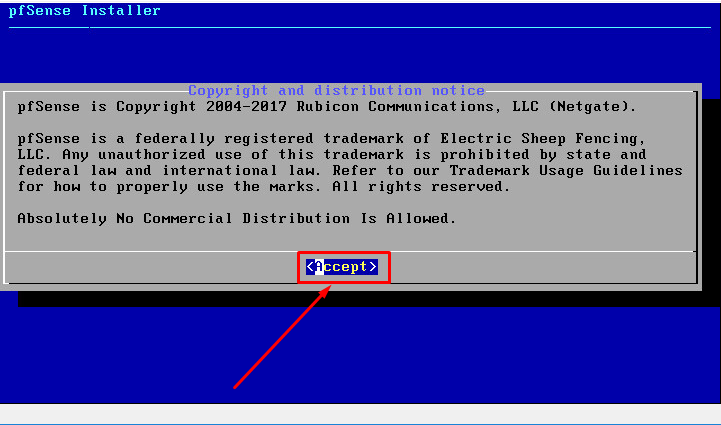 pfSense Installer
Copyright and distribution notice
pfSense is Copyright 2004-2017 Rubicon Communications, LLC (Netgate).
pfSense is a federally registered trademark of Electric Sheep Fencing,
LLC. Any unauthorized use of this trademark is prohibited by state and
federal law and international law. Refer to our Trademark Usage Guidelines
for how to properly use the marks. All rights reserved.
Absolutely No Commercial Distribution Is Allowed.
<Accept>